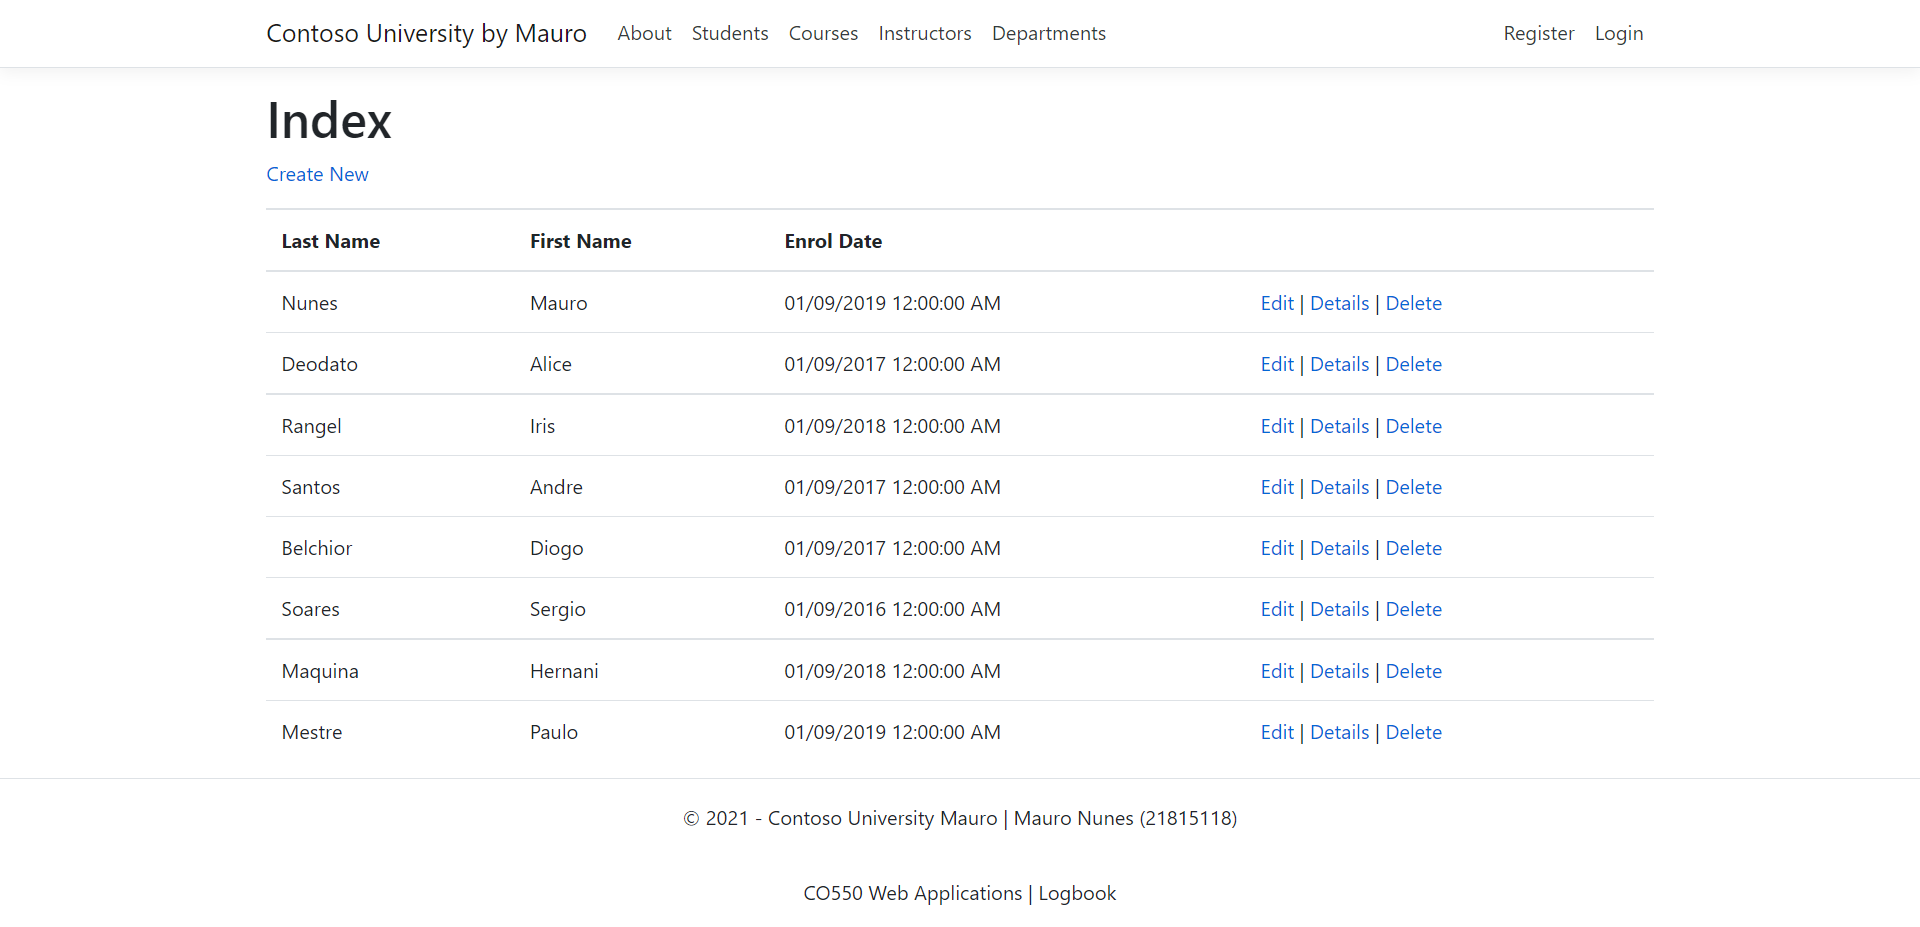 Contoso University by Mauro About Students Courses Instructors Departments Register Login
Index
Create New
Last Name First Name Enrol Date
Nunes Mauro 01/09/2019 12:00:00 AM Edit | Details | Delete
Deodato Alice 01/09/2017 12:00:00 AM Edit | Details | Delete
Rangel Iris 01/09/2018 12:00:00 AM Edit | Details | Delete
Santos Andre 01/09/2017 12:00:00 AM Edit | Details | Delete
Belchior Diogo 01/09/2017 12:00:00 AM Edit | Details | Delete
Soares Sergio 01/09/2016 12:00:00 AM Edit | Details | Delete
Maquina Hernani 01/09/2018 12:00:00 AM Edit | Details | Delete
Mestre Paulo 01/09/2019 12:00:00 AM Edit | Details | Delete
© 2021 - Contoso University Mauro | Mauro Nunes (21815118)
CO550 Web Applications | Logbook